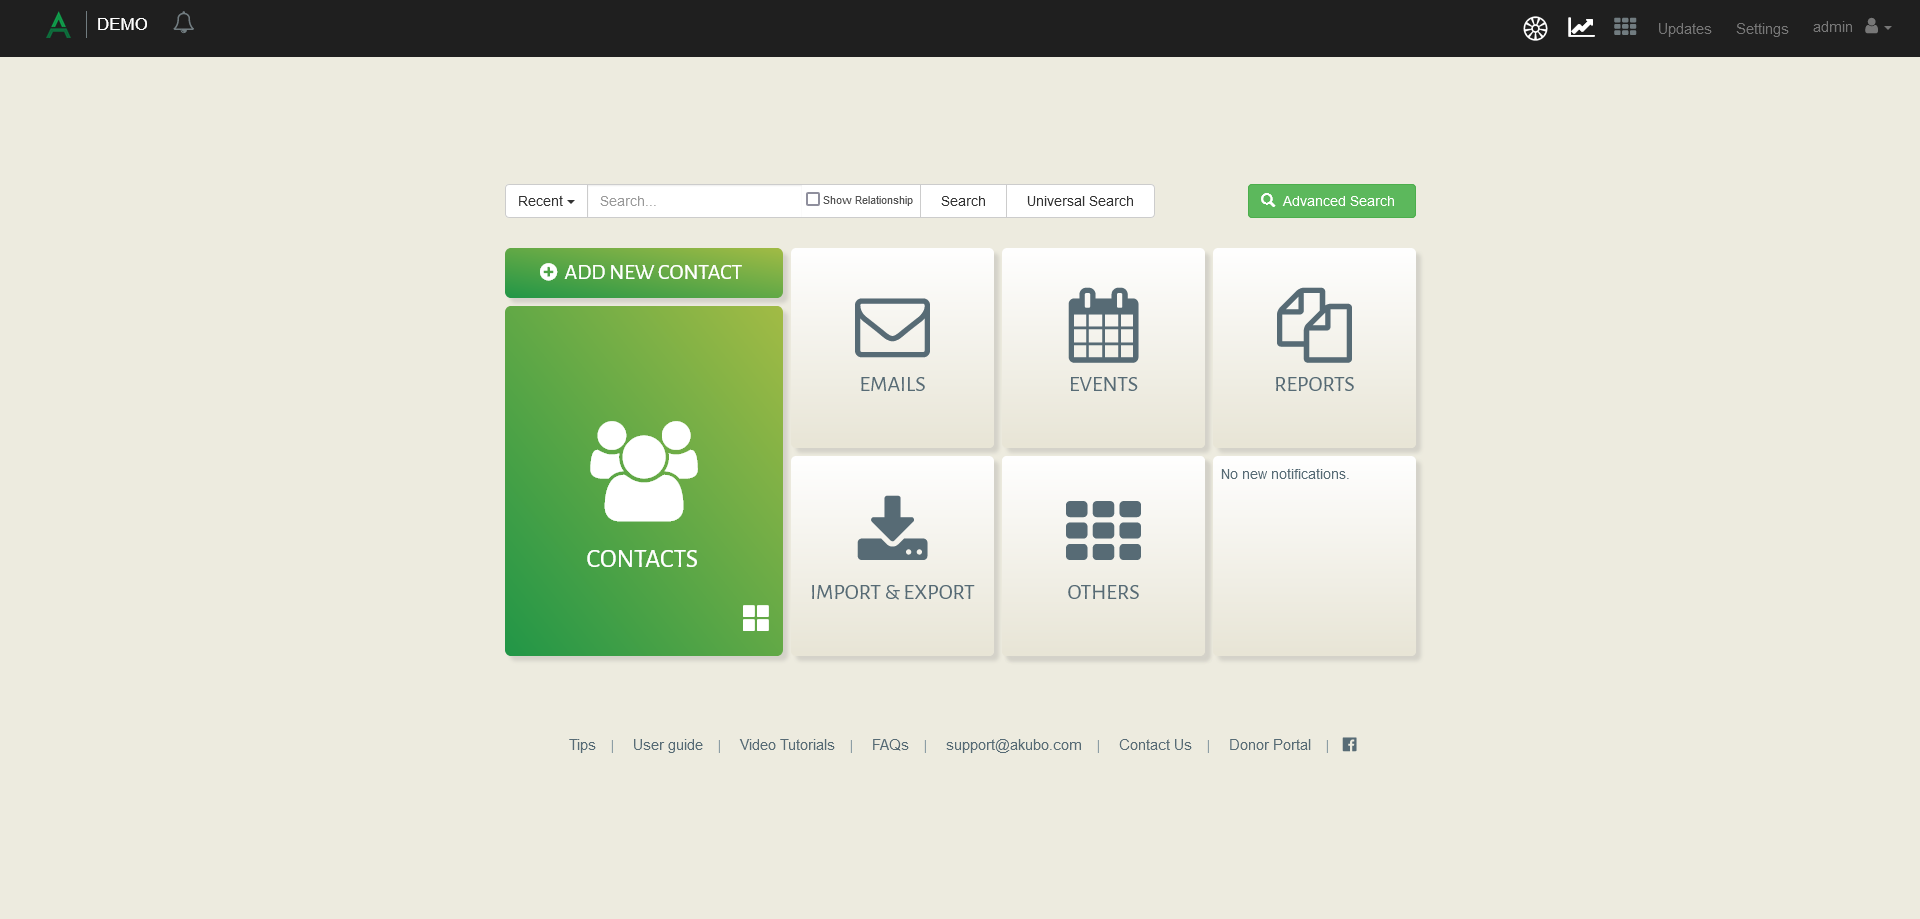 DEMO
Updates
Settings
admin
Recent
Search...
Show Relationship
Search
Universal Search
Advanced Search
ADD NEW CONTACT
CONTACTS
EMAILS
EVENTS
REPORTS
IMPORT & EXPORT
OTHERS
No new notifications.
Tips | User guide | Video Tutorials | FAQs | support@akubo.com | Contact Us | Donor Portal |